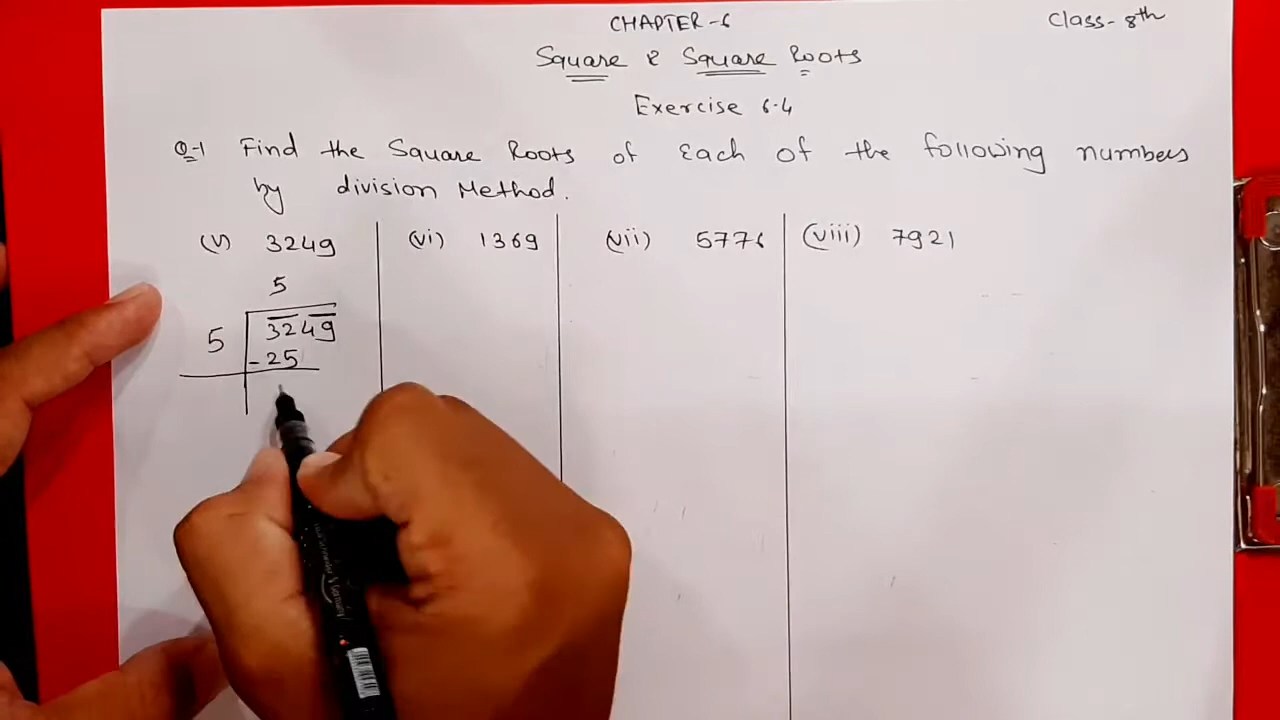 CHAPTER-6
Class-8th
Square & Square Roots
Exercise 6.4
Q-1 Find the Square Roots of Each of the following numbers
by division Method.
(v) 3249 (vi) 1369 (vii) 5776 (viii) 7921
5
5 3249
-25